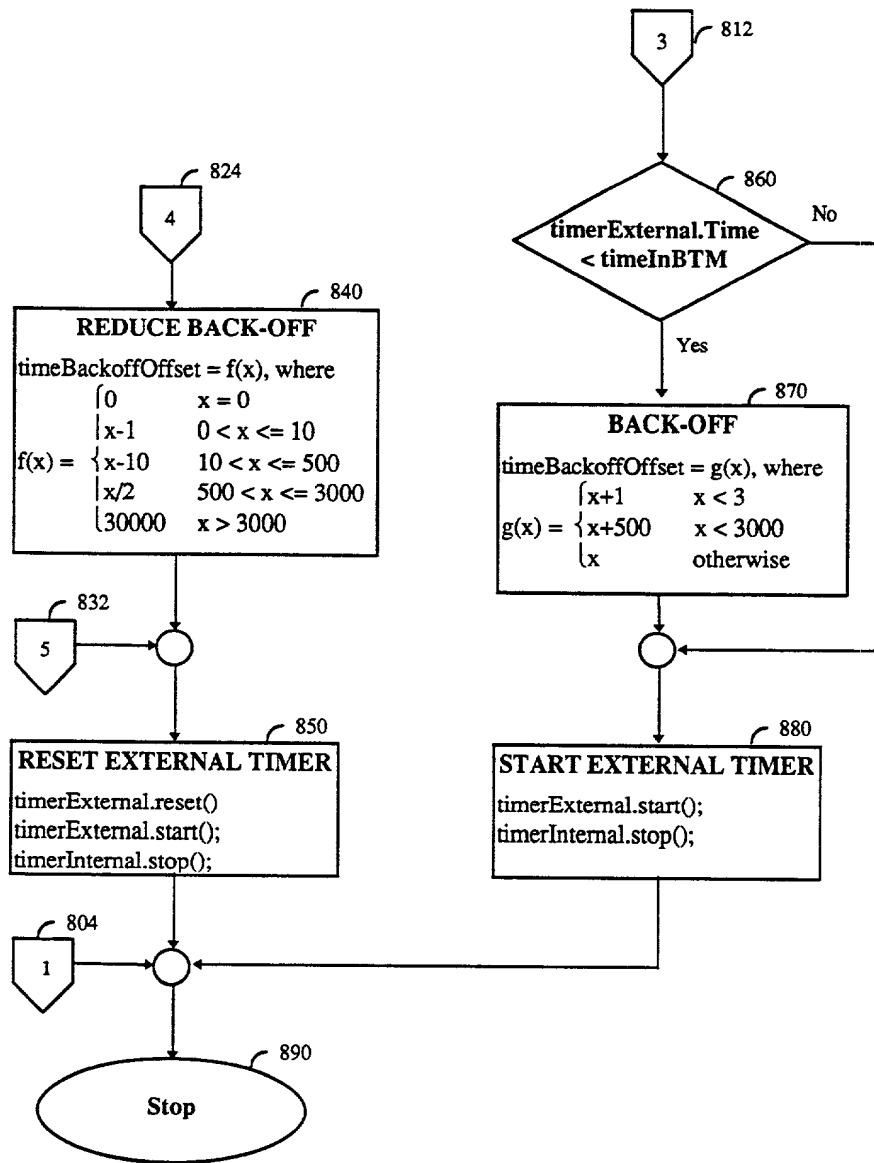 3
812
824
4
860
timerExternal.Time
< timeInBTM
No
Yes
840
REDUCE BACK-OFF
timeBackoffOffset = f(x), where
0 x = 0
x-1 0 < x <= 10
f(x) = x-10 10 < x <= 500
x/2 500 < x <= 3000
30000 x > 3000
870
BACK-OFF
timeBackoffOffset = g(x), where
x+1 x < 3
g(x) = x+500 x < 3000
x otherwise
832
5
850
RESET EXTERNAL TIMER
timerExternal.reset()
timerExternal.start();
timerInternal.stop();
880
START EXTERNAL TIMER
timerExternal.start();
timerInternal.stop();
804
1
890
Stop